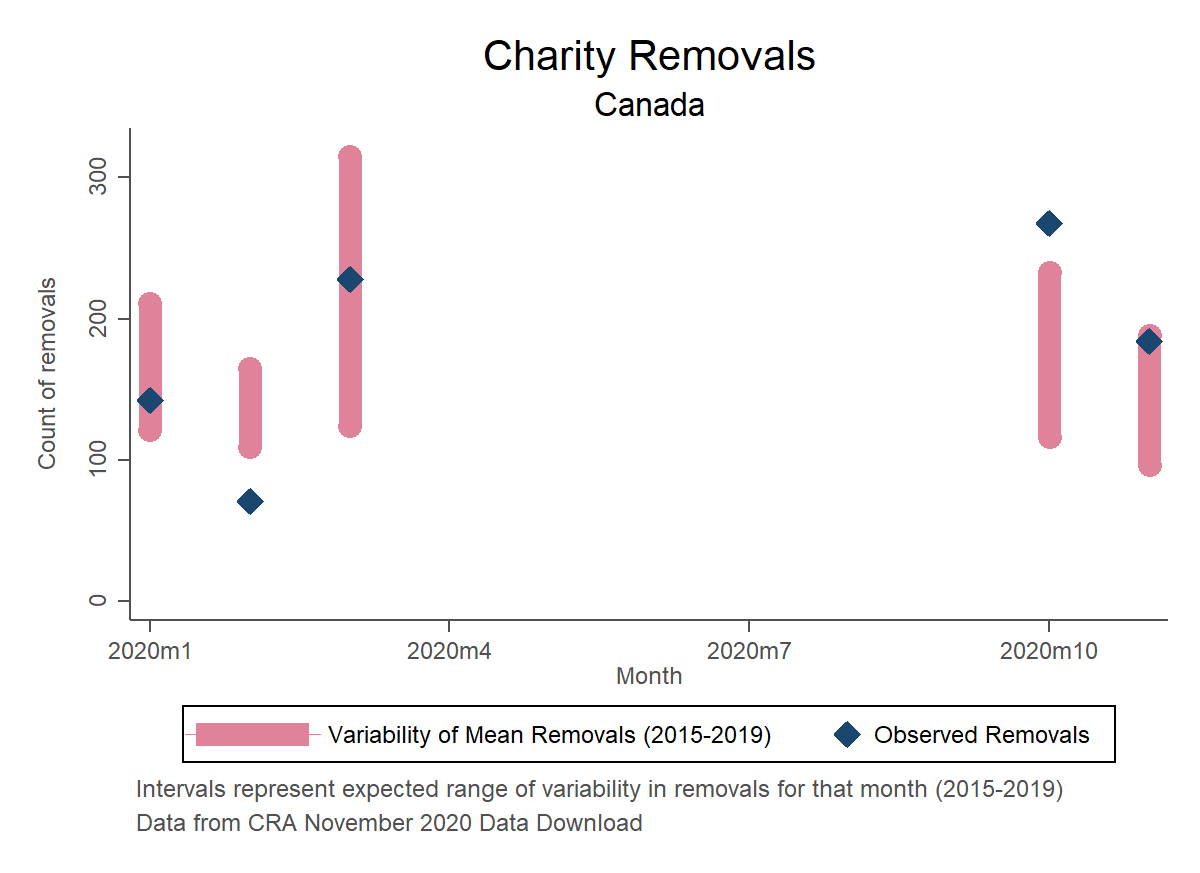 Charity Removals
Canada
300
200
100
0
Count of removals
2020m1 2020m4 2020m7 2020m10
Month
Variability of Mean Removals (2015-2019) Observed Removals
Intervals represent expected range of variability in removals for that month (2015-2019)
Data from CRA November 2020 Data Download